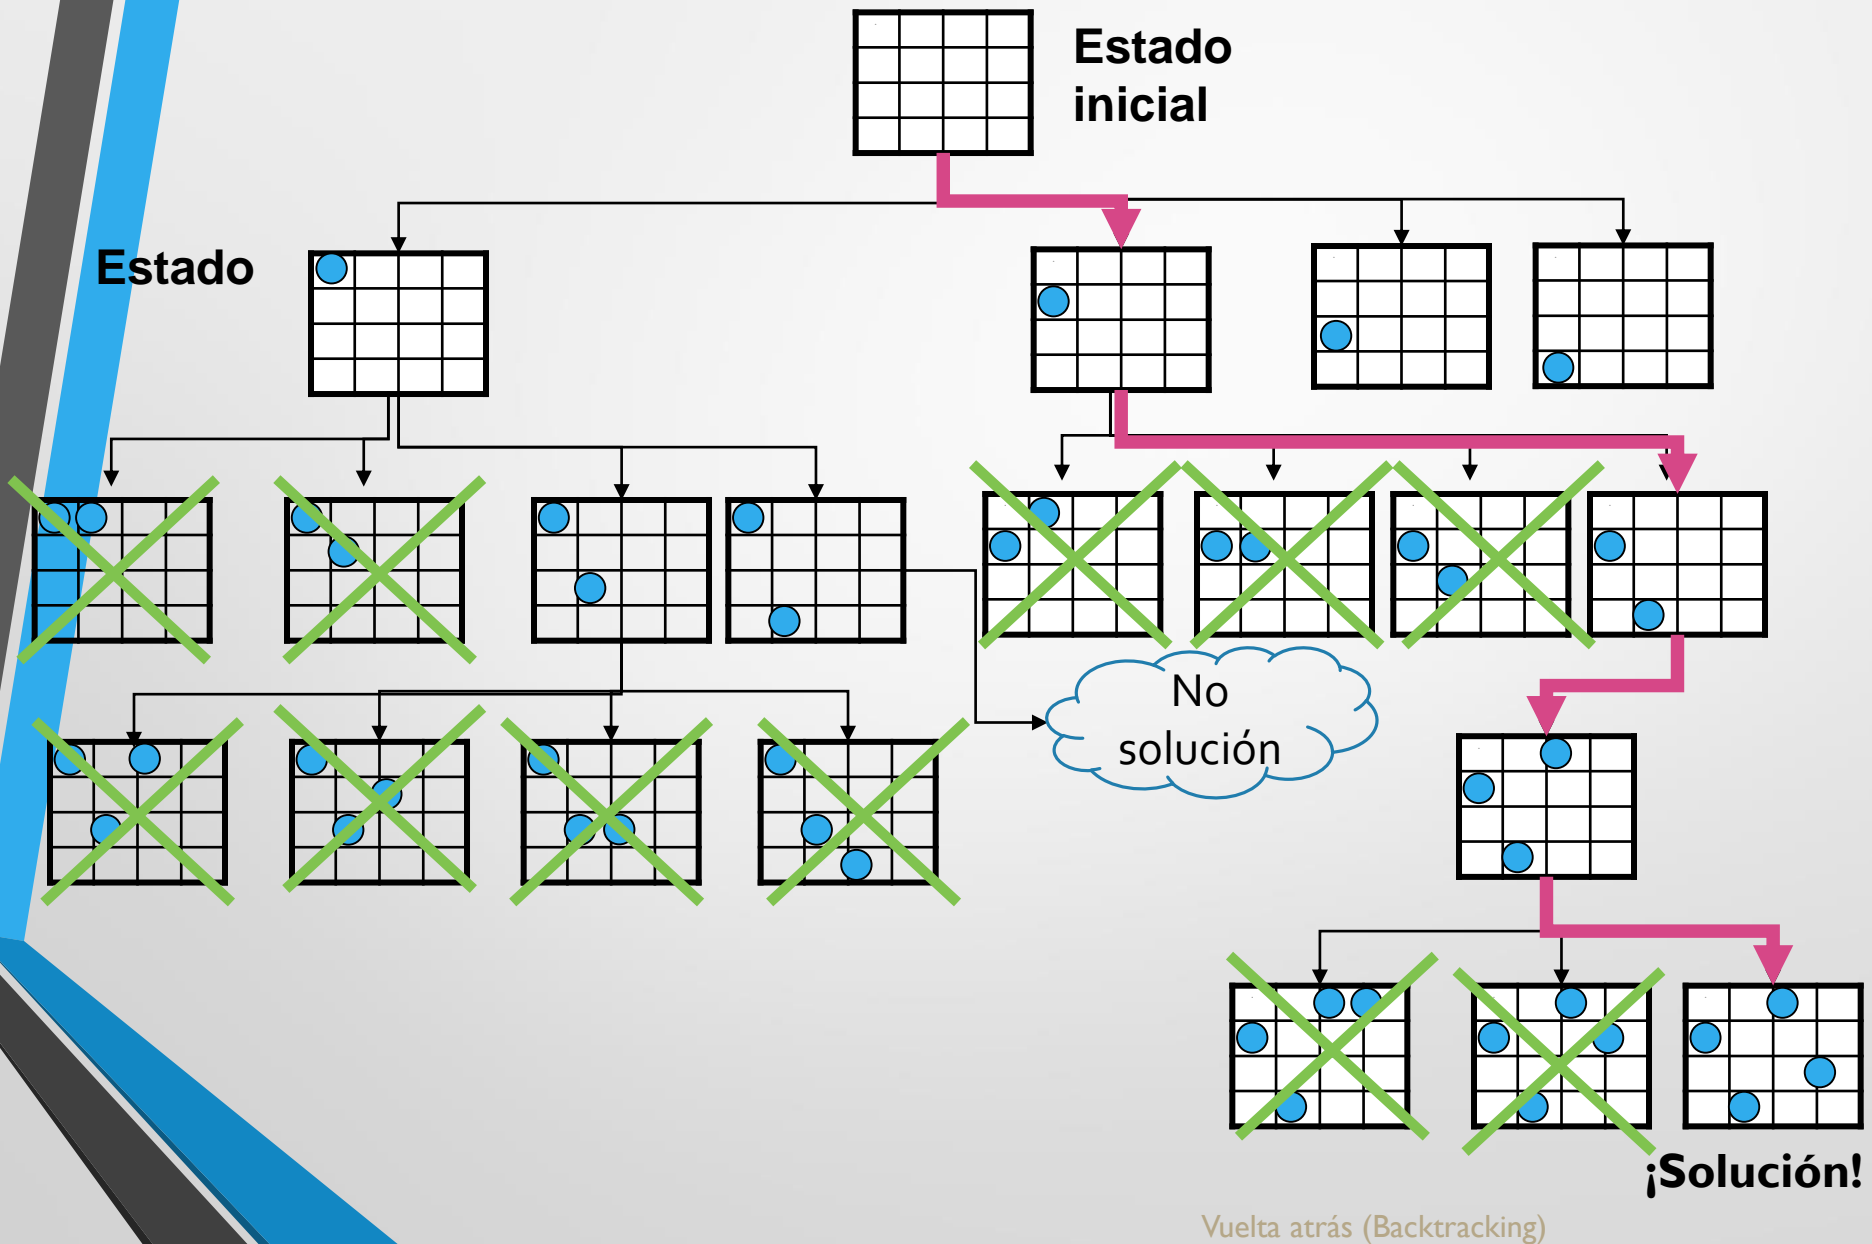 Estado
inicial
Estado
No
solución
¡Solución!
Vuelta atrás (Backtracking)